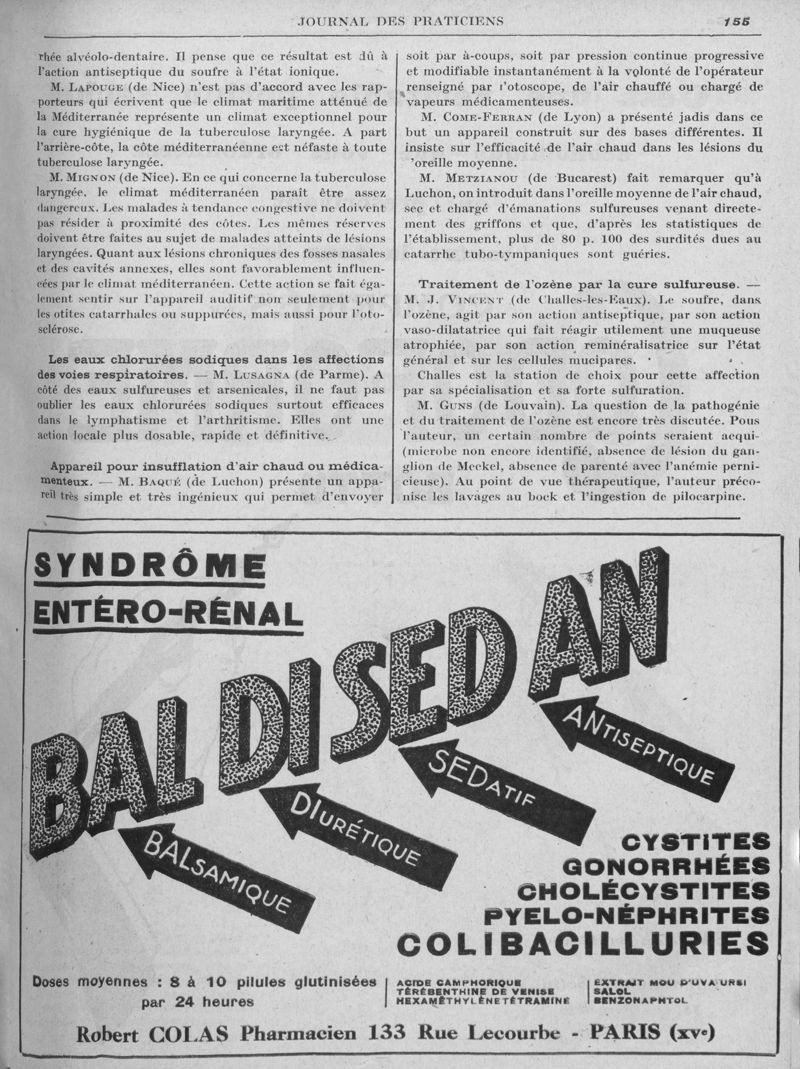 JOURNAL DES PRATICIENS
155
rhée alvéolo-dentaire. Il pense que ce résultat est dû à
l'action antiseptique du soufre à l'état ionique.
M. LAPOUGE (de Nice) n'est pas d'accord avec les rap-
porteurs qui écrivent que le climat maritime atténué de
la Méditerranée représente un climat exceptionnel pour
la cure hygiénique de la tuberculose laryngée. A part
l'arrière-côte, la côte méditerranéenne est néfaste à toute
tuberculose laryngée.
M. MIGNON (de Nice). En ce qui concerne la tuberculose
laryngée, le climat méditerranéen paraît être assez
dangereux. Les malades à tendance congestive ne doivent
pas résider à proximité des côtes. Les mêmes réserves
doivent être faites au sujet de malades atteints de lésions
laryngées. Quant aux lésions chroniques des fosses nasales
et des cavités annexes, elles sont favorablement influen-
cées par le climat méditerranéen. Cette action se fait éga-
lement sentir sur l'appareil auditif non seulement pour
les otites catarrhales ou suppurées, mais aussi pour l'oto-
sclérose.
Les eaux chlorurées sodiques dans les affections
des voies respiratoires. — M. LUSAGNA (de Parme). A
côté des eaux sulfureuses et arsenicales, il ne faut pas
oublier les eaux chlorurées sodiques surtout efficaces
dans le lymphatisme et l'arthritisme. Elles ont une
action locale plus dosable, rapide et définitive.
Appareil pour insufflation d'air chaud ou médica-
menteux. — M. BAQUÉ (de Luchon) présente un appa-
reil très simple et très ingénieux qui permet d'envoyer
soit par à-coups, soit par pression continue progressive
et modifiable instantanément à la volonté de l'opérateur
renseigné par l'otoscope, de l'air chauffé ou chargé de
vapeurs médicamenteuses.
M. COME-FERRAN (de Lyon) a présenté jadis dans ce
but un appareil construit sur des bases différentes. Il
insiste sur l'efficacité de l'air chaud dans les lésions du
'oreille moyenne.
M. METZIANOU (de Bucarest) fait remarquer qu'à
Luchon, on introduit dans l'oreille moyenne de l'air chaud,
sec et chargé d'émanations sulfureuses venant directe-
ment des griffons et que, d'après les statistiques de
l'établissement, plus de 80 p. 100 des surdités dues au
catarrhe tubo-tympaniques sont guéries.
Traitement de l'ozène par la cure sulfureuse. —
M. J. VINCENT (de Challes-les-Eaux). Le soufre, dans
l'ozène, agit par son action antiseptique, par son action
vaso-dilatatrice qui fait réagir utilement une muqueuse
atrophiée, par son action reminéralisatrice sur l'état
général et sur les cellules mucipares.
Challes est la station de choix pour cette affection
par sa spécialisation et sa forte sulfuration.
M. GUNS (de Louvain). La question de la pathogénie
et du traitement de l'ozène est encore très discutée. Pous
l'auteur, un certain nombre de points seraient acqui-
(microbe non encore identifié, absence de lésion du gan-
glion de Meckel, absence de parenté avec l'anémie perni-
cieuse). Au point de vue thérapeutique, l'auteur préco-
nise les lavages au bock et l'ingestion de pilocarpine.
SYNDRÔME
ENTÉRO-RÉNAL
BALDISEDAN
BALSAMIQUE
DIURÉTIQUE
SEDATIF
ANTISEPTIQUE
CYSTITES
GONORRHÉES
CHOLÉCYSTITES
PYELO-NÉPHRITES
COLIBACILLURIES
Doses moyennes : 8 à 10 pilules glutinisées
par 24 heures
ACIDE CAMPHORIQUE
TÉRÉBENTHINE DE VENISE
HEXAMÉTHYLÈNETÉTRAMINE
EXTRAIT MOU D'UVA URSI
SALOL
BENZONAPHTOL
Robert COLAS Pharmacien 133 Rue Lecourbe - PARIS (XVe)